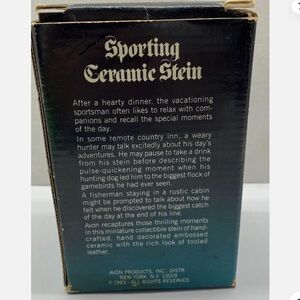 Sporting
Ceramic Stein
After a hearty dinner, the vacationing
sportsman often likes to relax with com-
panions and recall the special moments
of the day.
In some remote country inn, a weary
hunter may talk excitedly about his day's
adventures. He may pause to take a drink
from his stein before describing the
pulse-quickening moment when his
hunting dog led him to the biggest flock of
gamebirds he had ever seen.
A fisherman staying in a rustic cabin
might be prompted to talk about how he
felt when he discovered the biggest catch
of the day at the end of his line.
Avon recaptures those thrilling moments
in this miniature collectible stein of hand-
crafted, hand decorated embossed
ceramic with the rich look of tooled
leather.
AVON PRODUCTS, INC., DISTR.
NEW YORK, N.Y. 10019
© 1983 - ALL RIGHTS RESERVED